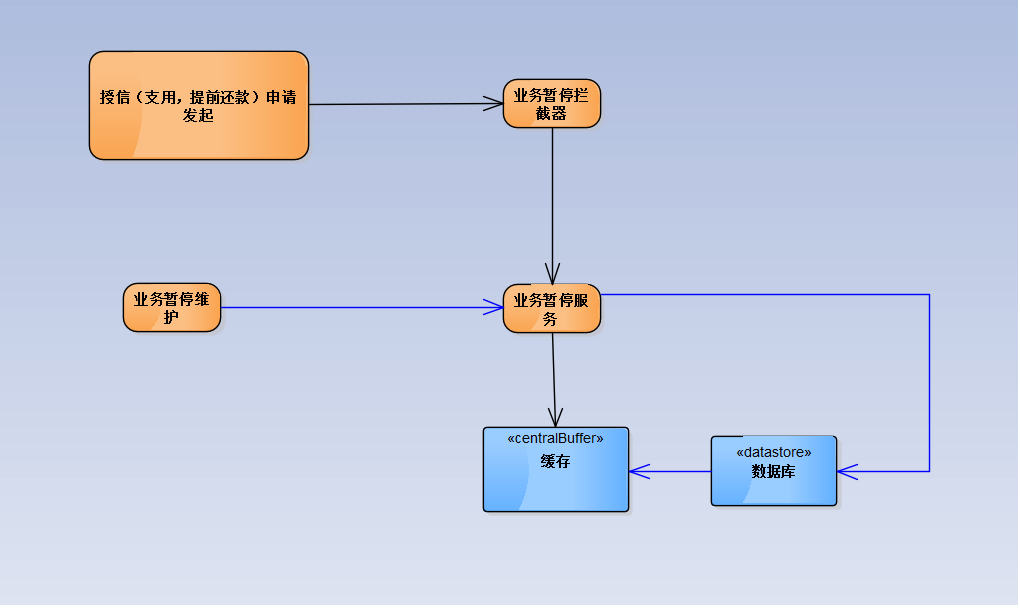 授信（支用，提前还款）申请
发起
业务暂停拦
截器
业务暂停维
护
业务暂停服
务
«centralBuffer»
缓存
«datastore»
数据库